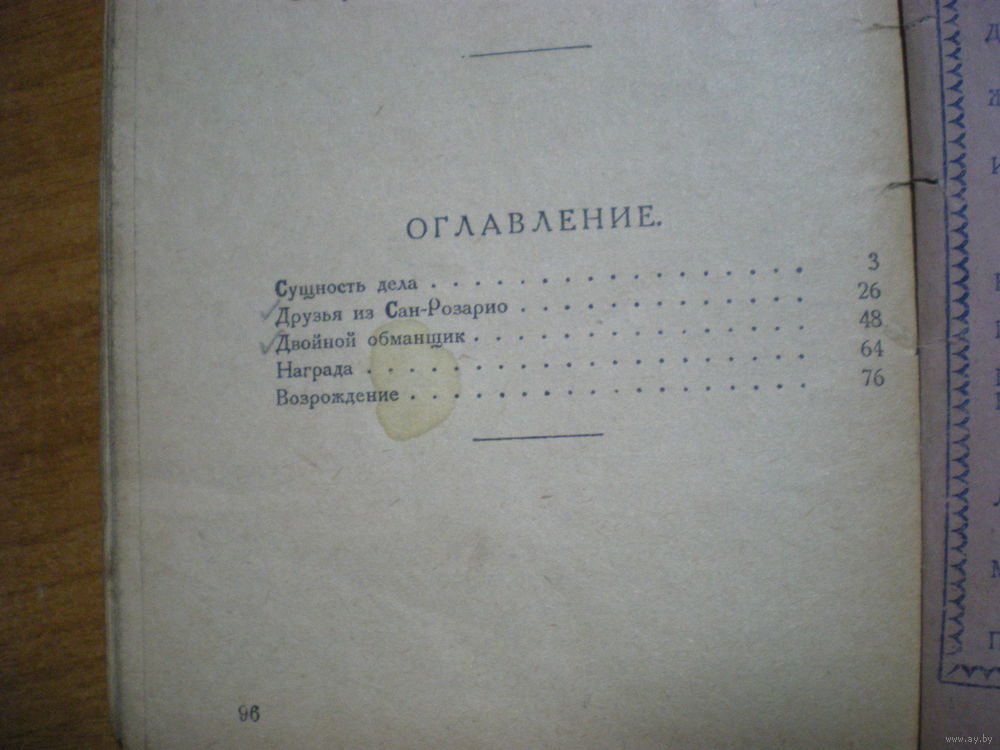 ОГЛАВЛЕНИЕ.
Сущность дела . . . . . . . . . . . . . . . . . . 3
Друзья из Сан-Розарио . . . . . . . . . . . . . 26
Двойной обманщик . . . . . . . . . . . . . . . 48
Награда . . . . . . . . . . . . . . . . . . . . 64
Возрождение . . . . . . . . . . . . . . . . . . 76
96
www.ay.by